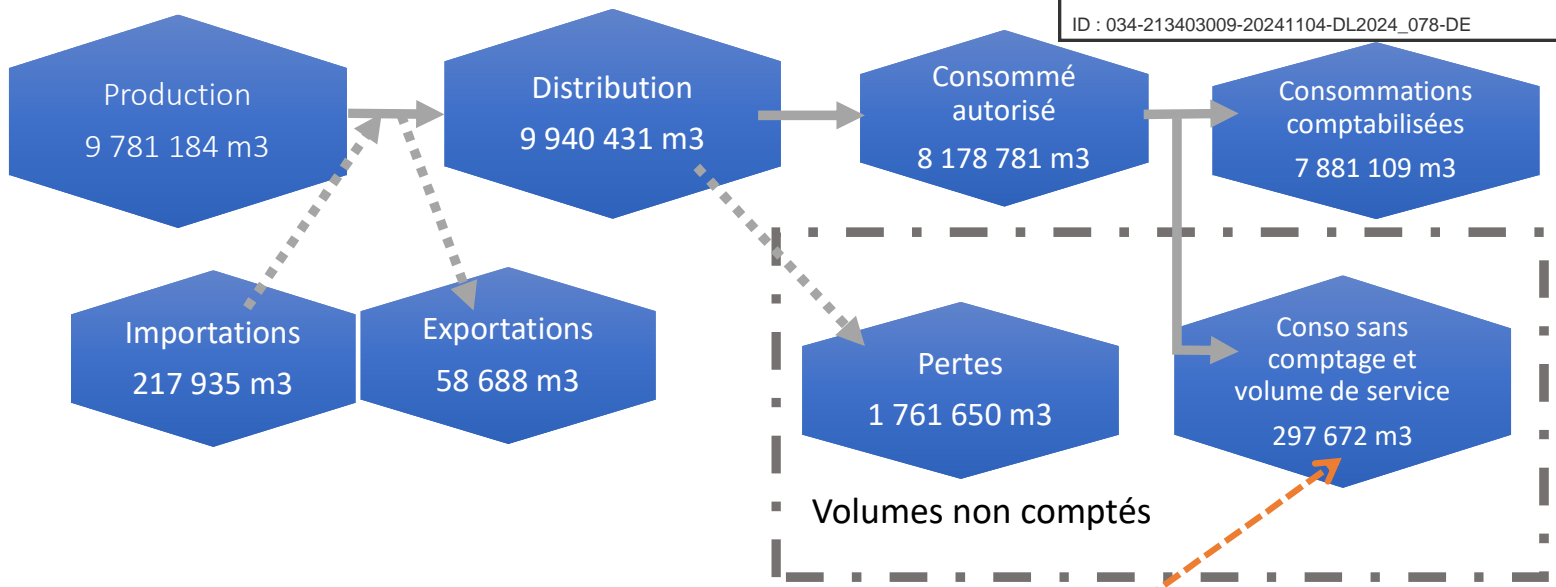 ID : 034-213403009-20241104-DL2024_078-DE
Production
9 781 184 m3
Distribution
9 940 431 m3
Consommé
autorisé
8 178 781 m3
Consommations
comptabilisées
7 881 109 m3
Importations
217 935 m3
Exportations
58 688 m3
Pertes
1 761 650 m3
Conso sans
comptage et
volume de service
297 672 m3
Volumes non comptés